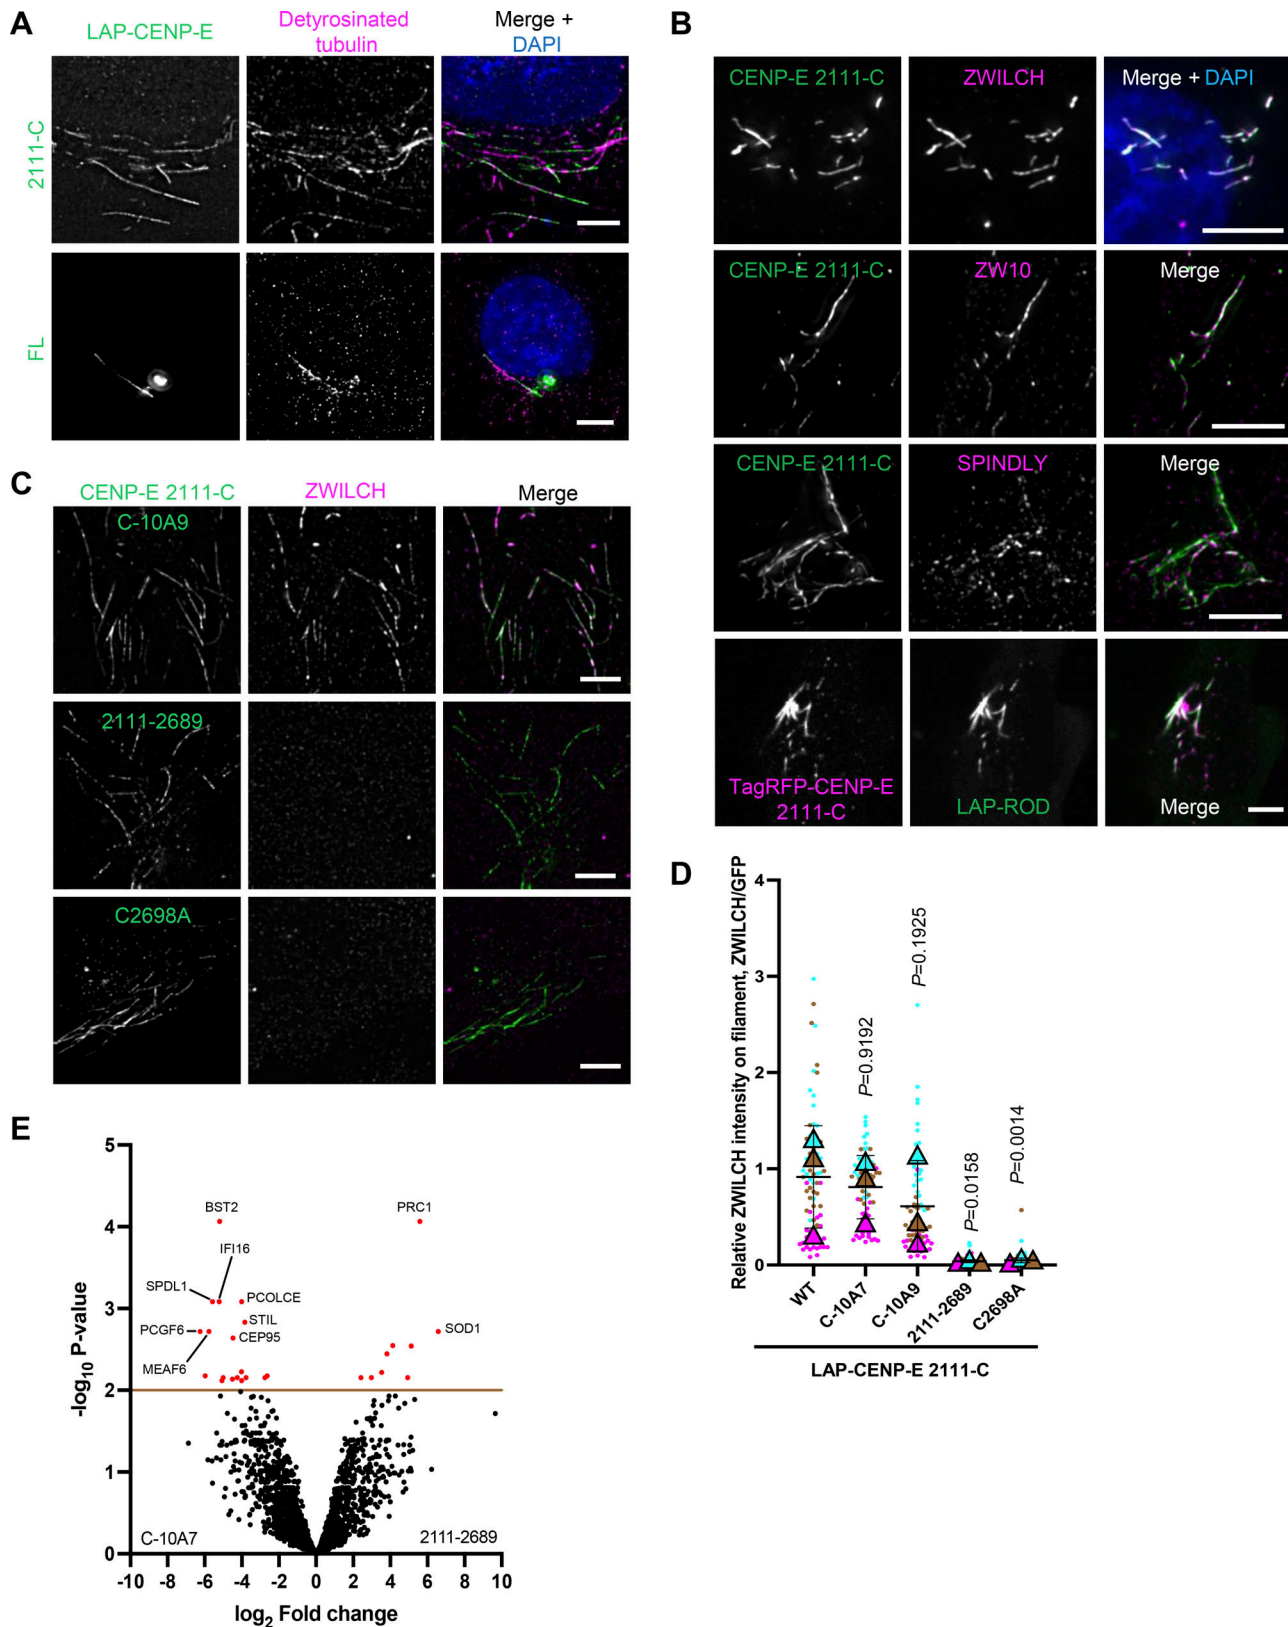 A
LAP-CENP-E
Detyrosinated
tubulin
Merge +
DAPI
2111-C
FL
B
CENP-E 2111-C
ZWILCH
Merge + DAPI
CENP-E 2111-C
ZW10
Merge
CENP-E 2111-C
SPINDLY
Merge
TagRFP-CENP-E
2111-C
LAP-ROD
Merge
C
CENP-E 2111-C
ZWILCH
Merge
C-10A9
2111-2689
C2698A
D
Relative ZWILCH intensity on filament, ZWILCH/GFP
4
3
2
1
0
P=0.9192
P=0.1925
P=0.0158
P=0.0014
WT
C-10A7
C-10A9
2111-2689
C2698A
LAP-CENP-E 2111-C
E
-log10 P-value
5
4
3
2
1
0
BST2
PRC1
IFI16
SPDL1
PCOLCE
STIL
PCGF6
CEP95
SOD1
MEAF6
C-10A7
2111-2689
-10 -8 -6 -4 -2 0 2 4 6 8 10
log2 Fold change